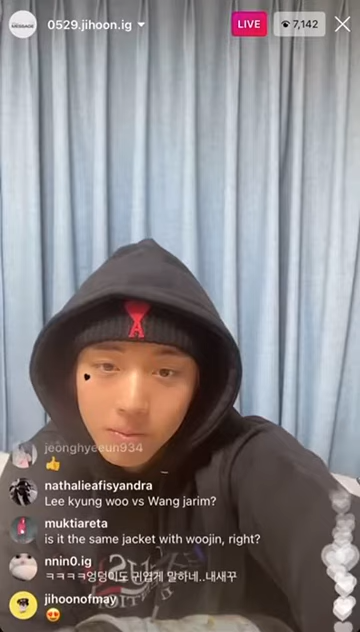 0529.jihoon.ig
LIVE
7,142
jeonghyeeun934
👍
nathalieafisyandra
Lee kyung woo vs Wang jarim?
muktiareta
is it the same jacket with woojin, right?
nnin0.ig
ㅋㅋㅋㅋ엉덩이도 귀엽게 말하네..내새꾸
jihoonofmay
😍